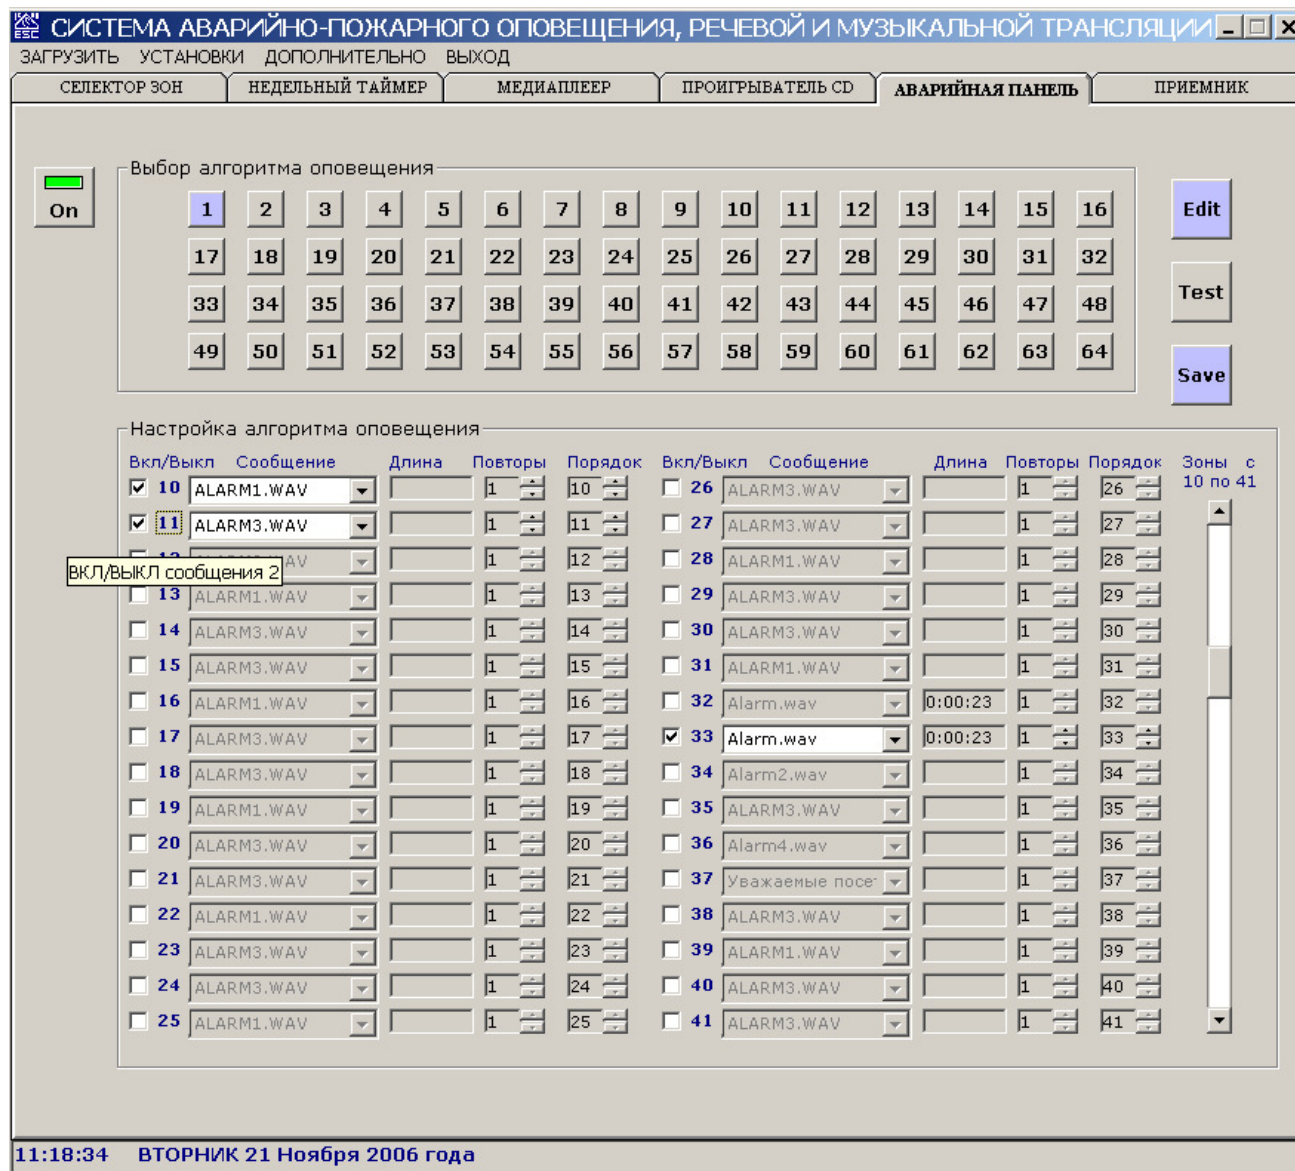 ESC СИСТЕМА АВАРИЙНО-ПОЖАРНОГО ОПОВЕЩЕНИЯ, РЕЧЕВОЙ И МУЗЫКАЛЬНОЙ ТРАНСЛЯЦИИ
ЗАГРУЗИТЬ УСТАНОВКИ ДОПОЛНИТЕЛЬНО ВЫХОД
СЕЛЕКТОР ЗОН НЕДЕЛЬНЫЙ ТАЙМЕР МЕДИАПЛЕЕР ПРОИГРЫВАТЕЛЬ CD АВАРИЙНАЯ ПАНЕЛЬ ПРИЕМНИК
Выбор алгоритма оповещения
On 1 2 3 4 5 6 7 8 9 10 11 12 13 14 15 16 Edit
17 18 19 20 21 22 23 24 25 26 27 28 29 30 31 32
33 34 35 36 37 38 39 40 41 42 43 44 45 46 47 48 Test
49 50 51 52 53 54 55 56 57 58 59 60 61 62 63 64
Save
Настройка алгоритма оповещения
Вкл/Выкл Сообщение Длина Повторы Порядок Вкл/Выкл Сообщение Длина Повторы Порядок Зоны с
10 ALARM1.WAV 1 10 26 ALARM3.WAV 1 26 10 по 41
11 ALARM3.WAV 1 11 27 ALARM3.WAV 1 27
AV 1 12 28 ALARM1.WAV 1 28
ВКЛ/ВЫКЛ сообщения 2
13 ALARM1.WAV 1 13 29 ALARM3.WAV 1 29
14 ALARM3.WAV 1 14 30 ALARM3.WAV 1 30
15 ALARM3.WAV 1 15 31 ALARM1.WAV 1 31
16 ALARM1.WAV 1 16 32 Alarm.wav 0:00:23 1 32
17 ALARM3.WAV 1 17 33 Alarm.wav 0:00:23 1 33
18 ALARM3.WAV 1 18 34 Alarm2.wav 1 34
19 ALARM1.WAV 1 19 35 ALARM3.WAV 1 35
20 ALARM3.WAV 1 20 36 Alarm4.wav 1 36
21 ALARM3.WAV 1 21 37 Уважаемые посет 1 37
22 ALARM1.WAV 1 22 38 ALARM3.WAV 1 38
23 ALARM3.WAV 1 23 39 ALARM1.WAV 1 39
24 ALARM3.WAV 1 24 40 ALARM3.WAV 1 40
25 ALARM1.WAV 1 25 41 ALARM3.WAV 1 41
11:18:34 ВТОРНИК 21 Ноября 2006 года